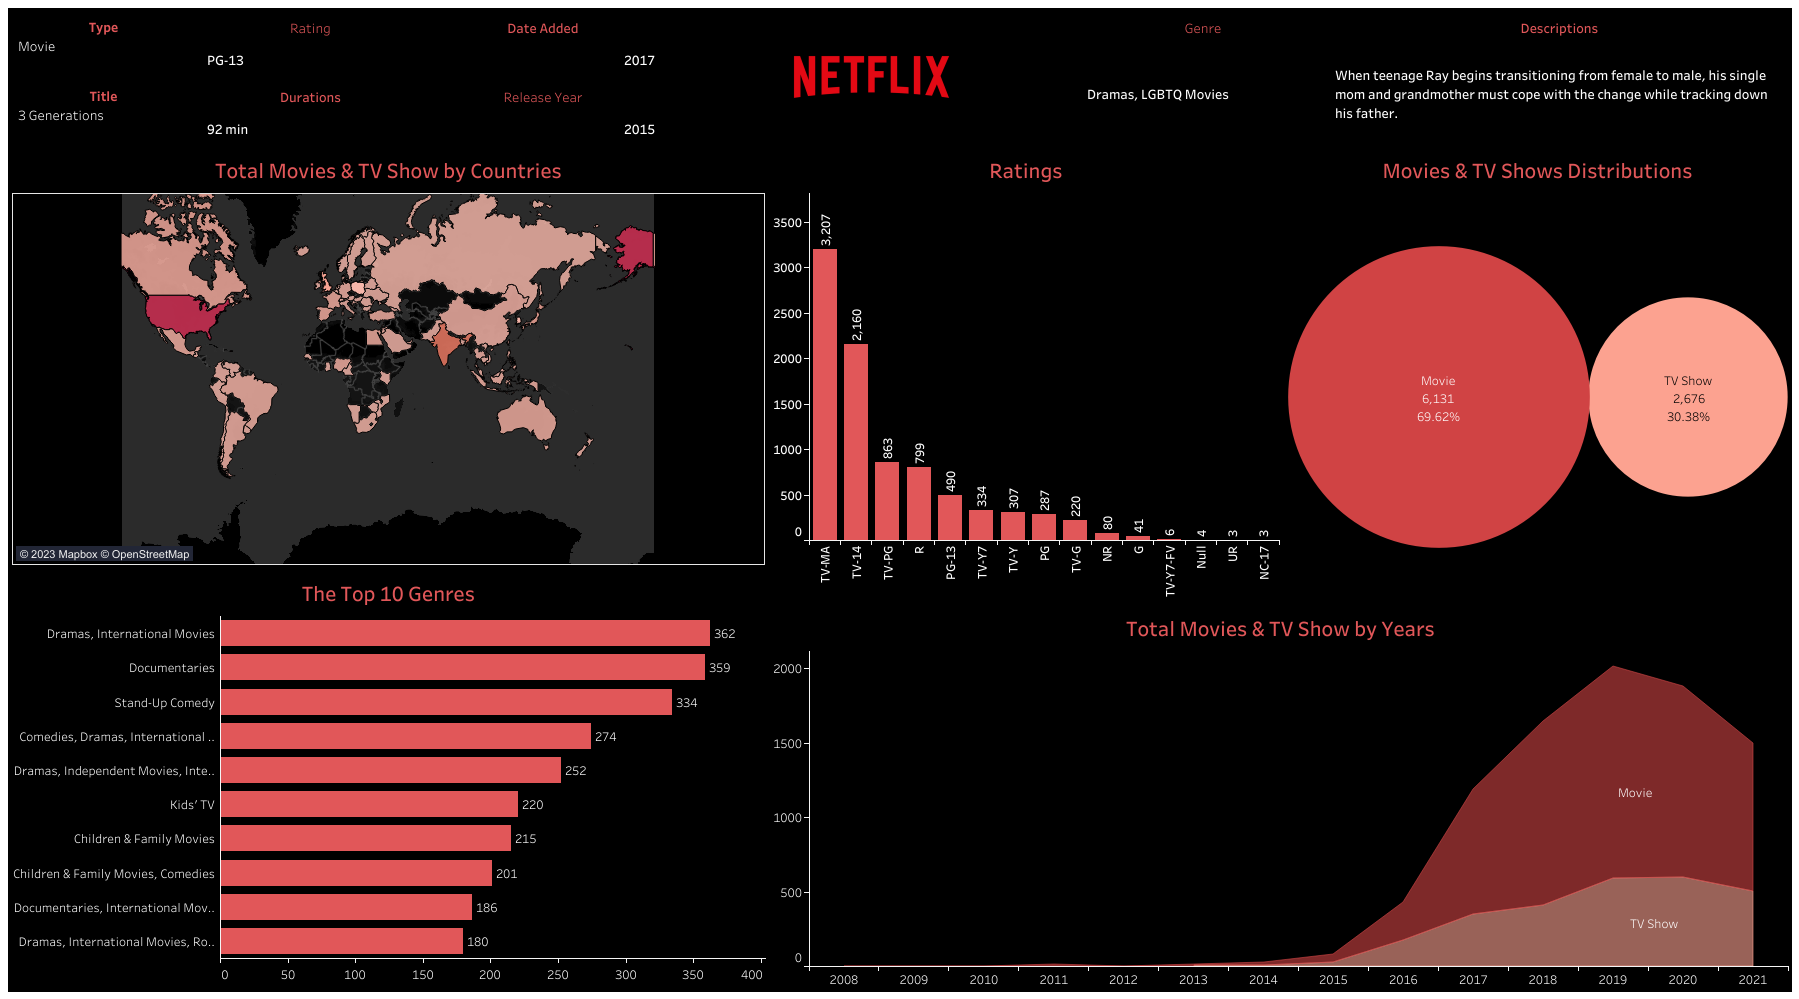 Type
Rating
Date Added
Genre
Descriptions
Movie
PG-13
2017
NETFLIX
Dramas, LGBTQ Movies
When teenage Ray begins transitioning from female to male, his single
mom and grandmother must cope with the change while tracking down
his father.
Title
Durations
Release Year
3 Generations
92 min
2015
Total Movies & TV Show by Countries
© 2023 Mapbox © OpenStreetMap
Ratings
3500
3000
2500
2000
1500
1000
500
0
3,207
2,160
863
799
490
334
307
287
220
80
41
6
4
3
3
TV-MA
TV-14
TV-PG
R
PG-13
TV-Y7
TV-Y
PG
TV-G
NR
G
TV-Y7-FV
Null
UR
NC-17
Movies & TV Shows Distributions
Movie
6,131
69.62%
TV Show
2,676
30.38%
The Top 10 Genres
Dramas, International Movies 362
Documentaries 359
Stand-Up Comedy 334
Comedies, Dramas, International .. 274
Dramas, Independent Movies, Inte.. 252
Kids' TV 220
Children & Family Movies 215
Children & Family Movies, Comedies 201
Documentaries, International Mov.. 186
Dramas, International Movies, Ro.. 180
0 50 100 150 200 250 300 350 400
Total Movies & TV Show by Years
2000
1500
1000
500
0
Movie
TV Show
2008 2009 2010 2011 2012 2013 2014 2015 2016 2017 2018 2019 2020 2021